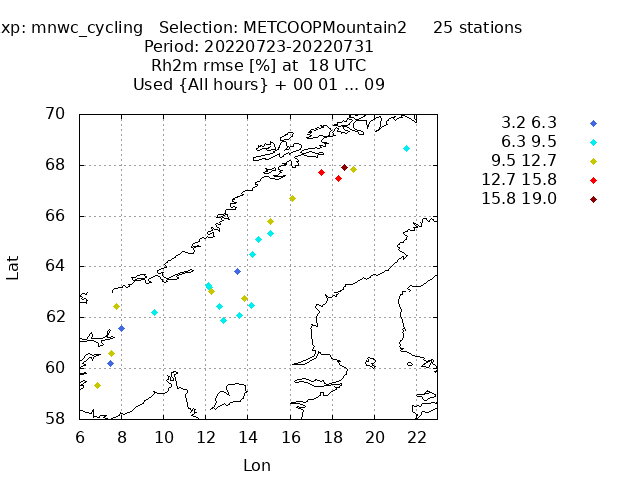 xp: mnwc_cycling   Selection: METCOOPMountain2     25 stations
Period: 20220723-20220731
Rh2m rmse [%] at  18 UTC
Used {All hours} + 00 01 ... 09
3.2 6.3
6.3 9.5
9.5 12.7
12.7 15.8
15.8 19.0
70
68
66
64
62
60
58
Lat
6 8 10 12 14 16 18 20 22
Lon